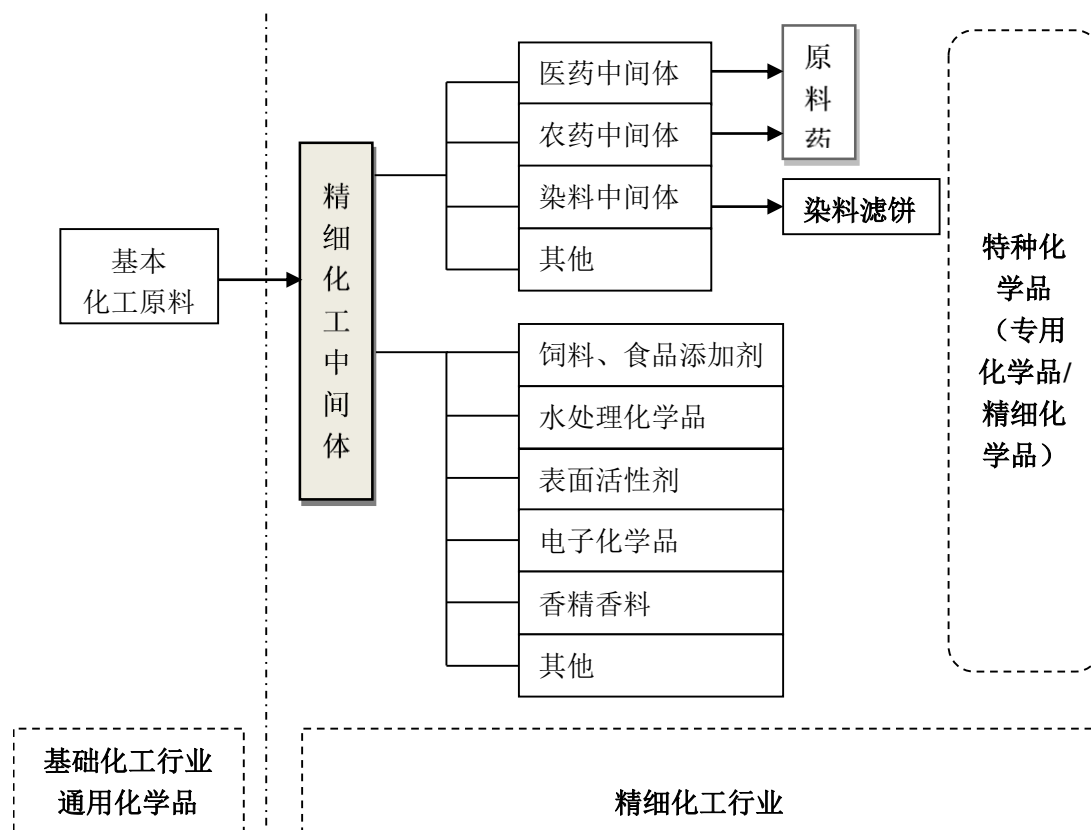 基本
化工原料
精
细
化
工
中
间
体
医药中间体
农药中间体
染料中间体
其他
原
料
药
染料滤饼
饲料、食品添加剂
水处理化学品
表面活性剂
电子化学品
香精香料
其他
特种化
学品
（专用
化学品/
精细化
学品）
基础化工行业
通用化学品
精细化工行业